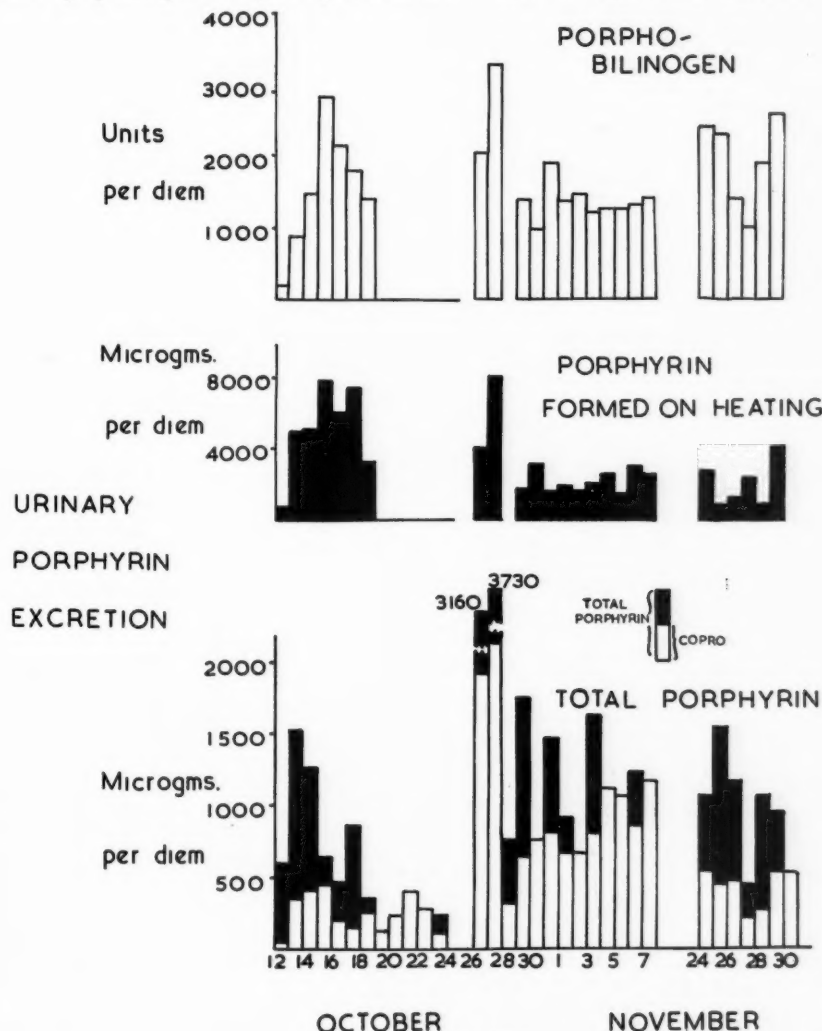 4000
PORPHO-
BILINOGEN
3000
Units
2000
per diem
1000
Microgms.
PORPHYRIN
8000
per diem
FORMED ON HEATING
4000
URINARY
PORPHYRIN
EXCRETION
3160
3730
TOTAL
PORPHYRIN
COPRO
2000
TOTAL PORPHYRIN
1500
Microgms.
1000
per diem
500
12 14 16 18 20 22 24 26 28 30 1 3 5 7 24 26 28 30
OCTOBER NOVEMBER